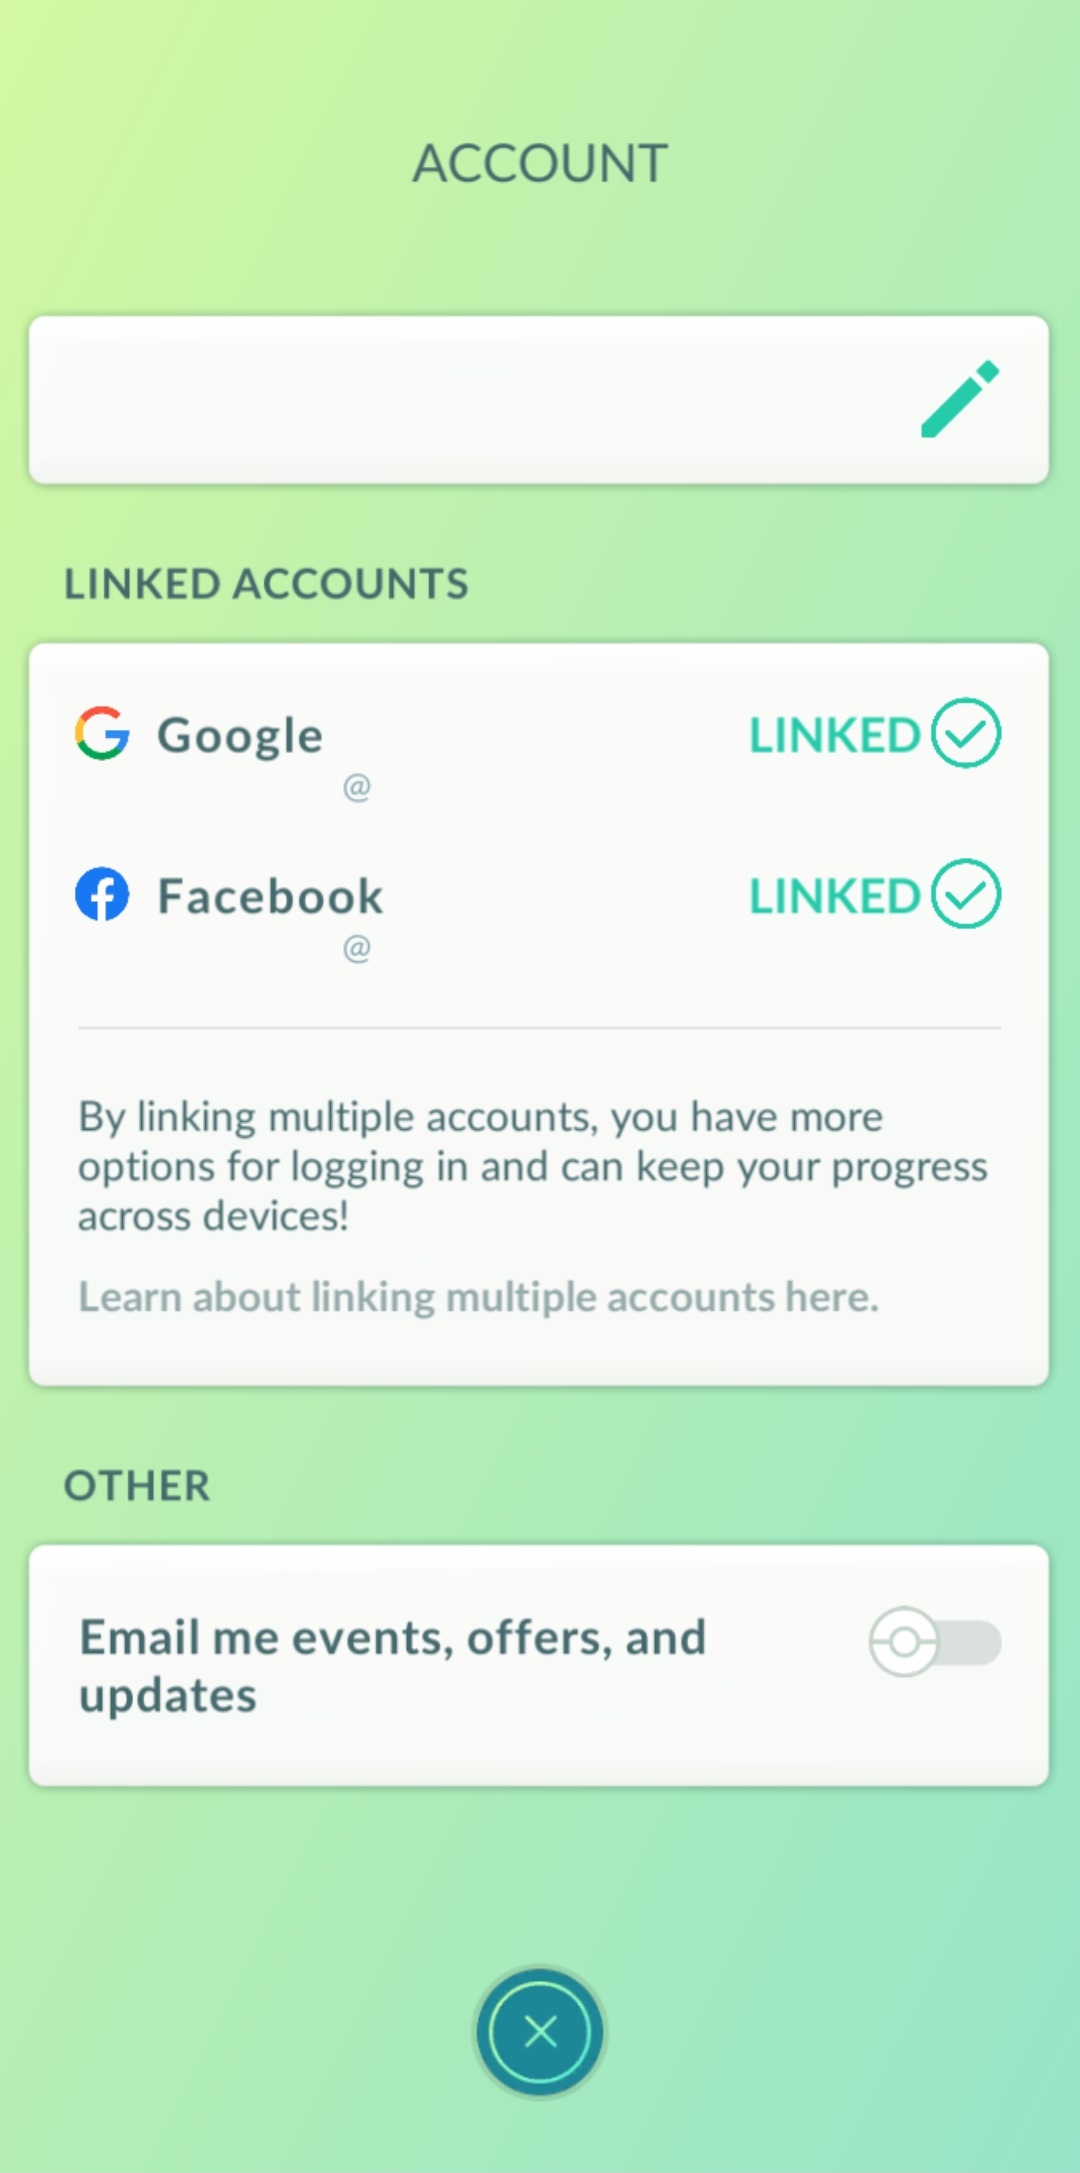 ACCOUNT
LINKED ACCOUNTS
Google LINKED
@
Facebook LINKED
@
By linking multiple accounts, you have more
options for logging in and can keep your progress
across devices!
Learn about linking multiple accounts here.
OTHER
Email me events, offers, and
updates